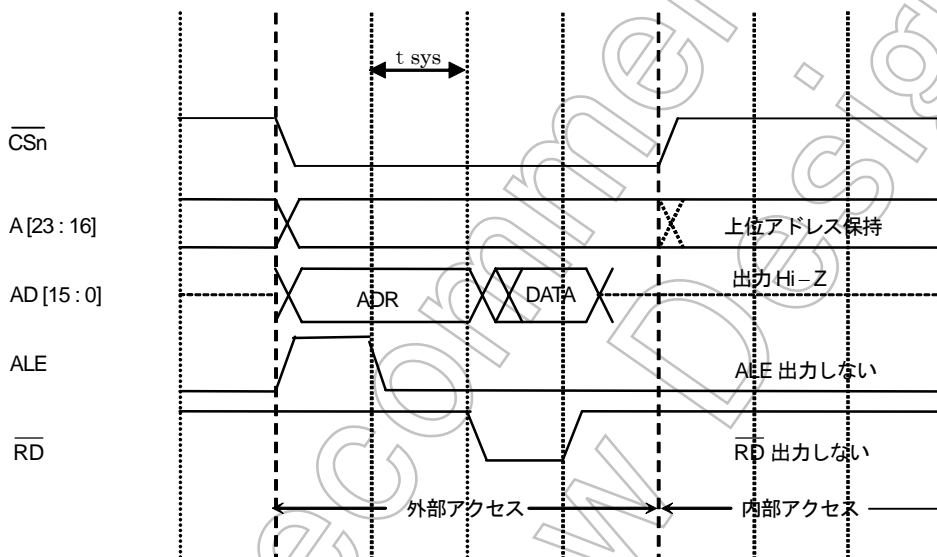 t sys
CSn
A [23 : 16] 上位アドレス保持
AD [15 : 0] ADR DATA 出力 Hi – Z
ALE ALE 出力しない
RD RD 出力しない
外部アクセス 内部アクセス
ecommen
w Desig